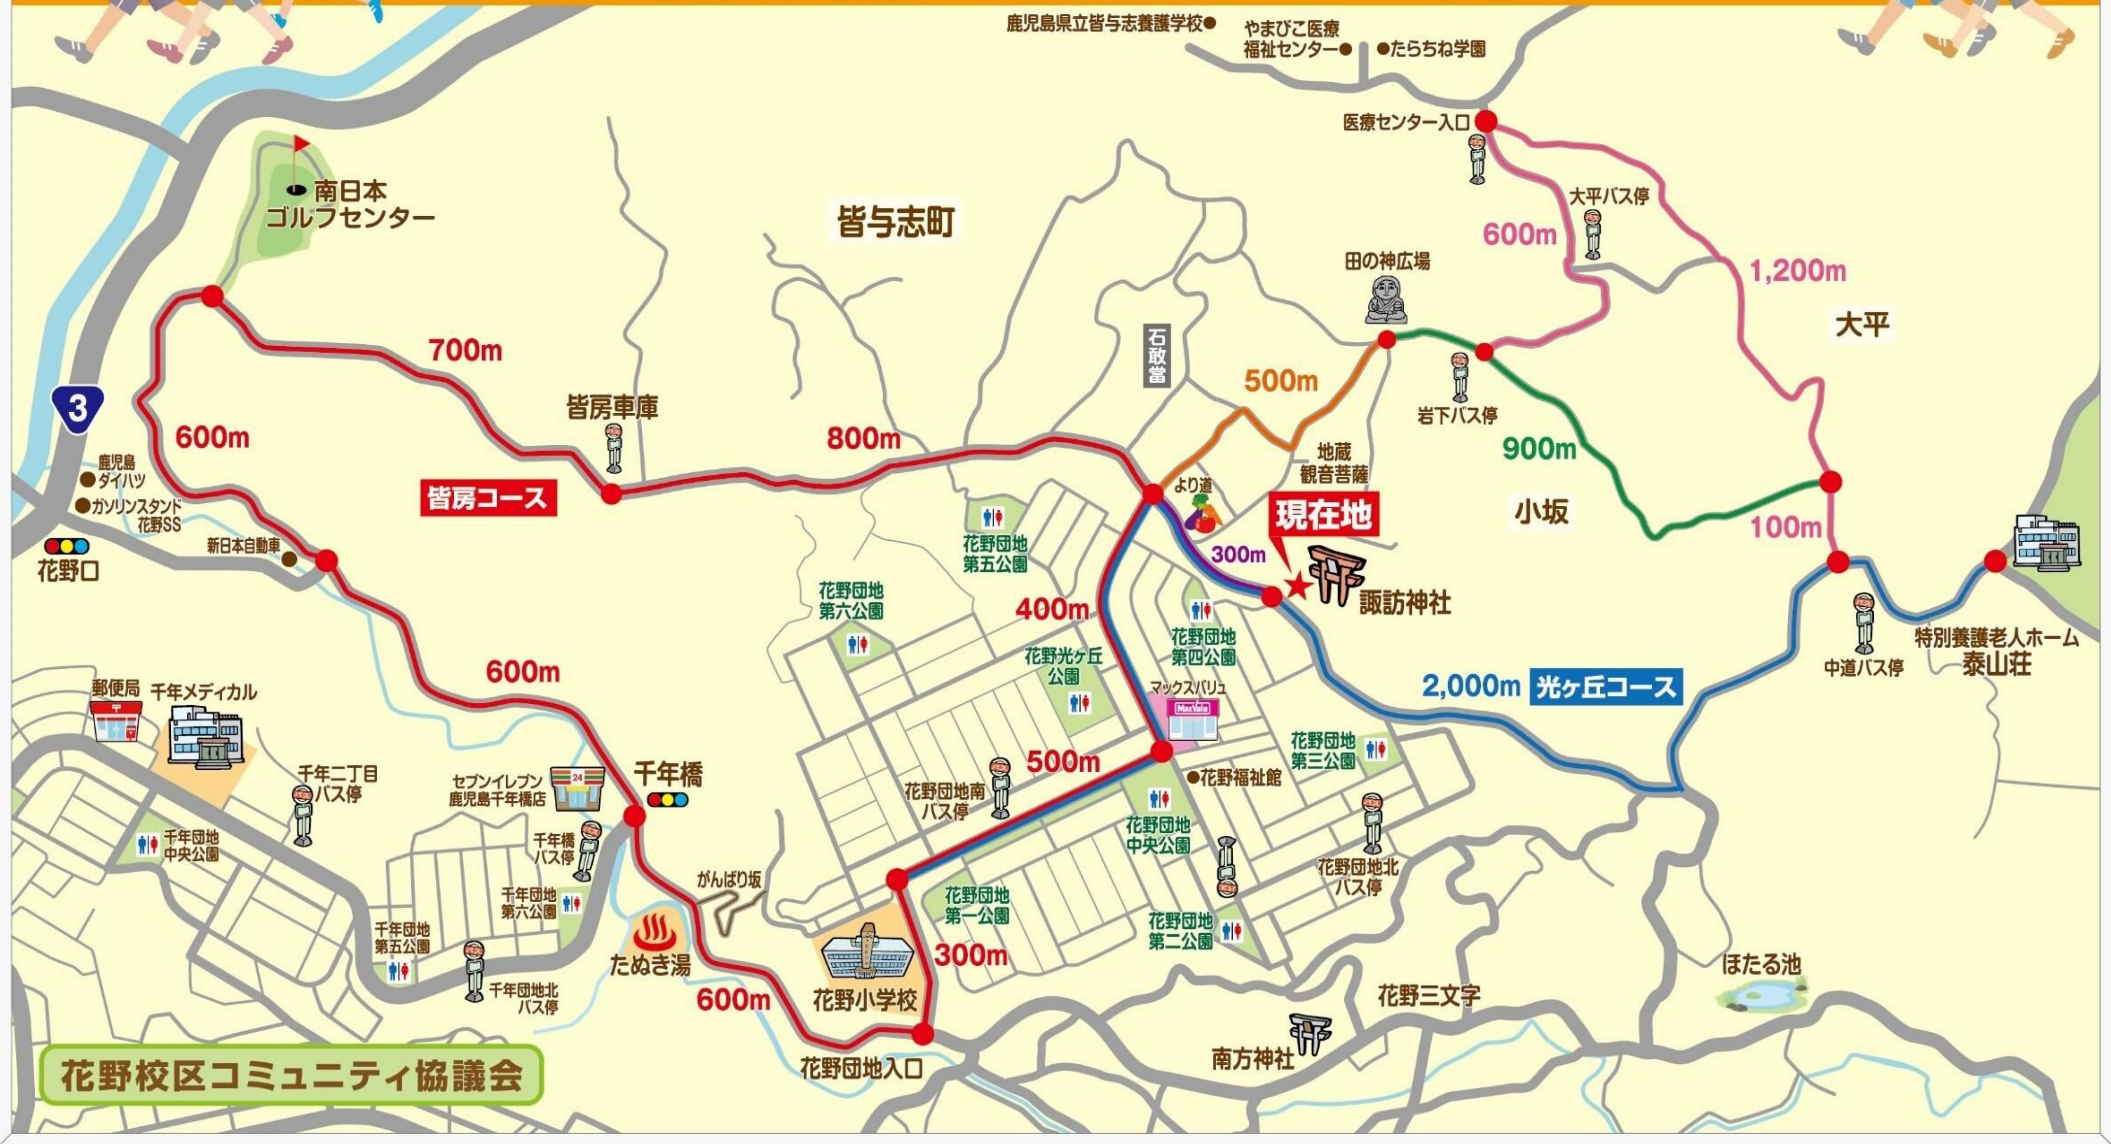 鹿児島県立皆与志養護学校
やまびこ医療
福祉センター
たらちね学園
医療センター入口
南日本
ゴルフセンター
皆与志町
大平バス停
600m
田の神広場
1,200m
大平
石敢當
700m
500m
3
皆房車庫
岩下バス停
600m
800m
900m
地蔵
観音菩薩
鹿児島
ダイハツ
ガソリンスタンド
花野SS
皆房コース
より道
現在地
小坂
100m
新日本自動車
花野口
花野団地
第五公園
300m
花野団地
第六公園
400m
諏訪神社
花野団地
第四公園
特別養護老人ホーム
泰山荘
中道バス停
花野光ヶ丘
公園
マックスバリュ
MaxValu
600m
2,000m
光ヶ丘コース
郵便局
千年メディカル
花野団地
第三公園
500m
千年橋
千年二丁目
バス停
セブンイレブン
鹿児島千年橋店
24
花野団地南
バス停
花野福祉館
千年団地
中央公園
千年橋
バス停
花野団地
中央公園
花野団地北
バス停
がんばり坂
千年団地
第六公園
花野団地
第一公園
花野団地
第二公園
千年団地
第五公園
たぬき湯
300m
千年団地北
バス停
600m
花野小学校
ほたる池
花野三文字
南方神社
花野団地入口
花野校区コミュニティ協議会